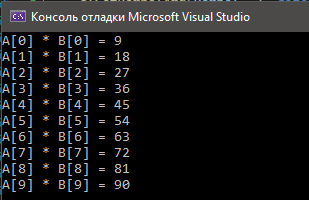 Консоль отладки Microsoft Visual Studio
A[0] * B[0] = 9
A[1] * B[1] = 18
A[2] * B[2] = 27
A[3] * B[3] = 36
A[4] * B[4] = 45
A[5] * B[5] = 54
A[6] * B[6] = 63
A[7] * B[7] = 72
A[8] * B[8] = 81
A[9] * B[9] = 90